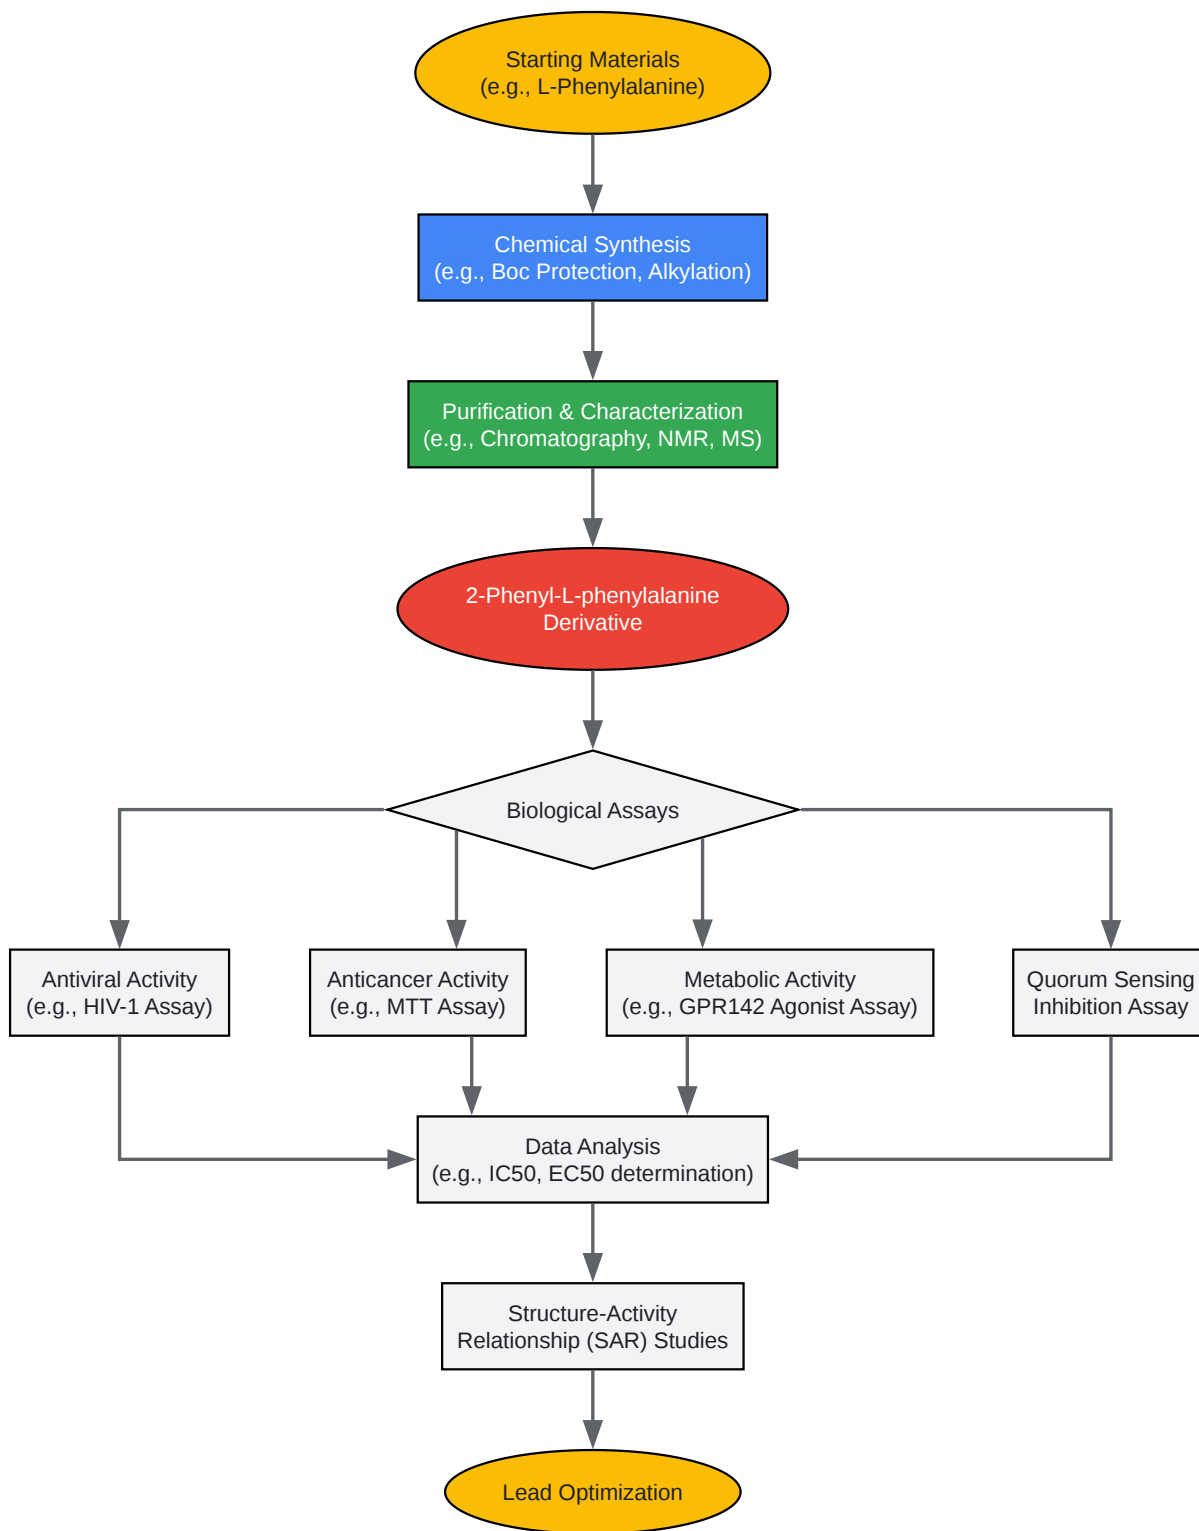 Starting Materials
(e.g., L-Phenylalanine)
Chemical Synthesis
(e.g., Boc Protection, Alkylation)
Purification & Characterization
(e.g., Chromatography, NMR, MS)
2-Phenyl-L-phenylalanine
Derivative
Biological Assays
Antiviral Activity
(e.g., HIV-1 Assay)
Anticancer Activity
(e.g., MTT Assay)
Metabolic Activity
(e.g., GPR142 Agonist Assay)
Quorum Sensing
Inhibition Assay
Data Analysis
(e.g., IC50, EC50 determination)
Structure-Activity
Relationship (SAR) Studies
Lead Optimization